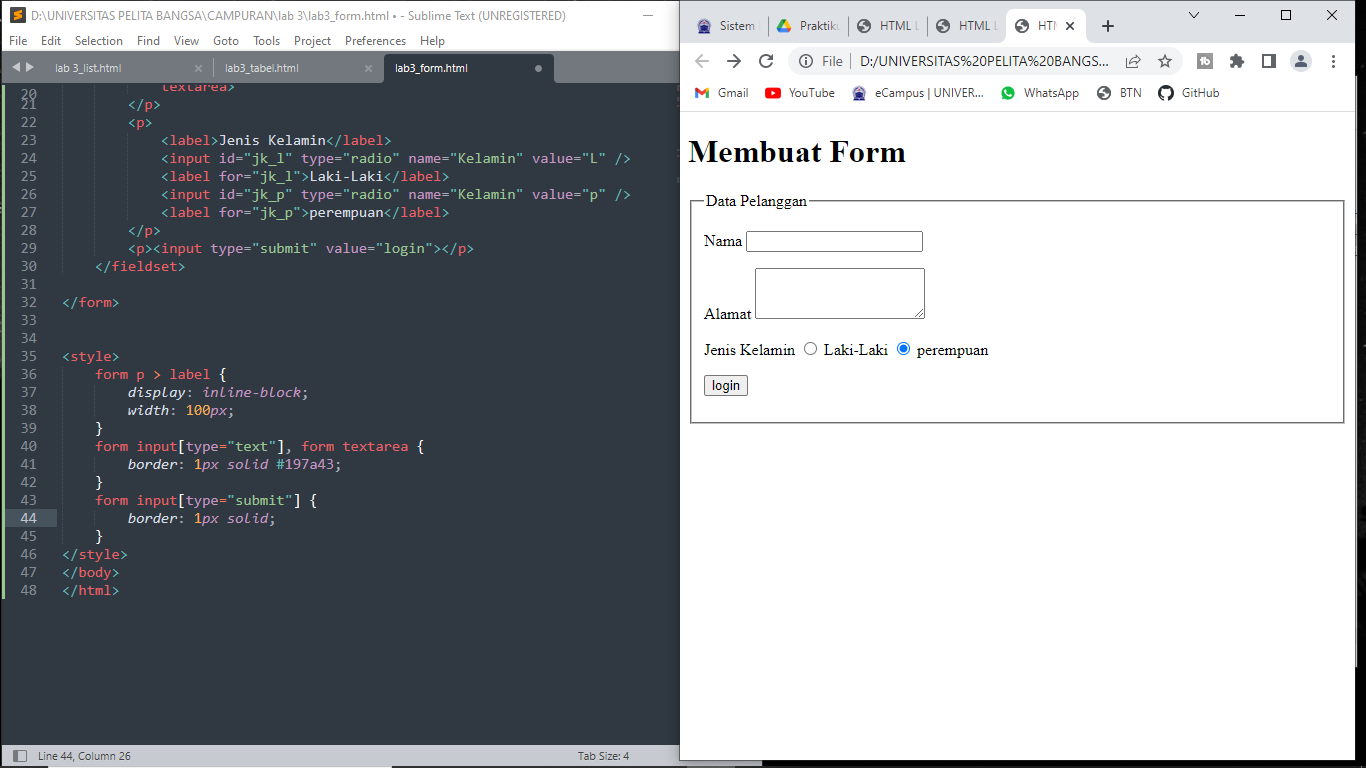 D:\UNIVERSITAS PELITA BANGSA\CAMPURAN\lab 3\lab3_form.html • - Sublime Text (UNREGISTERED)
File Edit Selection Find View Goto Tools Project Preferences Help
lab 3_list.html lab3_tabel.html lab3_form.html
20 textarea>
21 </p>
22 <p>
23 <label>Jenis Kelamin</label>
24 <input id="jk_l" type="radio" name="Kelamin" value="L" />
25 <label for="jk_l">Laki-Laki</label>
26 <input id="jk_p" type="radio" name="Kelamin" value="p" />
27 <label for="jk_p">perempuan</label>
28 </p>
29 <p><input type="submit" value="login"></p>
30 </fieldset>
31
32 </form>
33
34
35 <style>
36 form p > label {
37 display: inline-block;
38 width: 100px;
39 }
40 form input[type="text"], form textarea {
41 border: 1px solid #197a43;
42 }
43 form input[type="submit"] {
44 border: 1px solid;
45 }
46 </style>
47 </body>
48 </html>
Line 44, Column 26 Tab Size: 4
Sistem Praktiku HTML L HTML L HTM
File D:/UNIVERSITAS%20PELITA%20BANGS...
Gmail YouTube eCampus | UNIVER... WhatsApp BTN GitHub
Membuat Form
Data Pelanggan
Nama
Alamat
Jenis Kelamin Laki-Laki perempuan
login